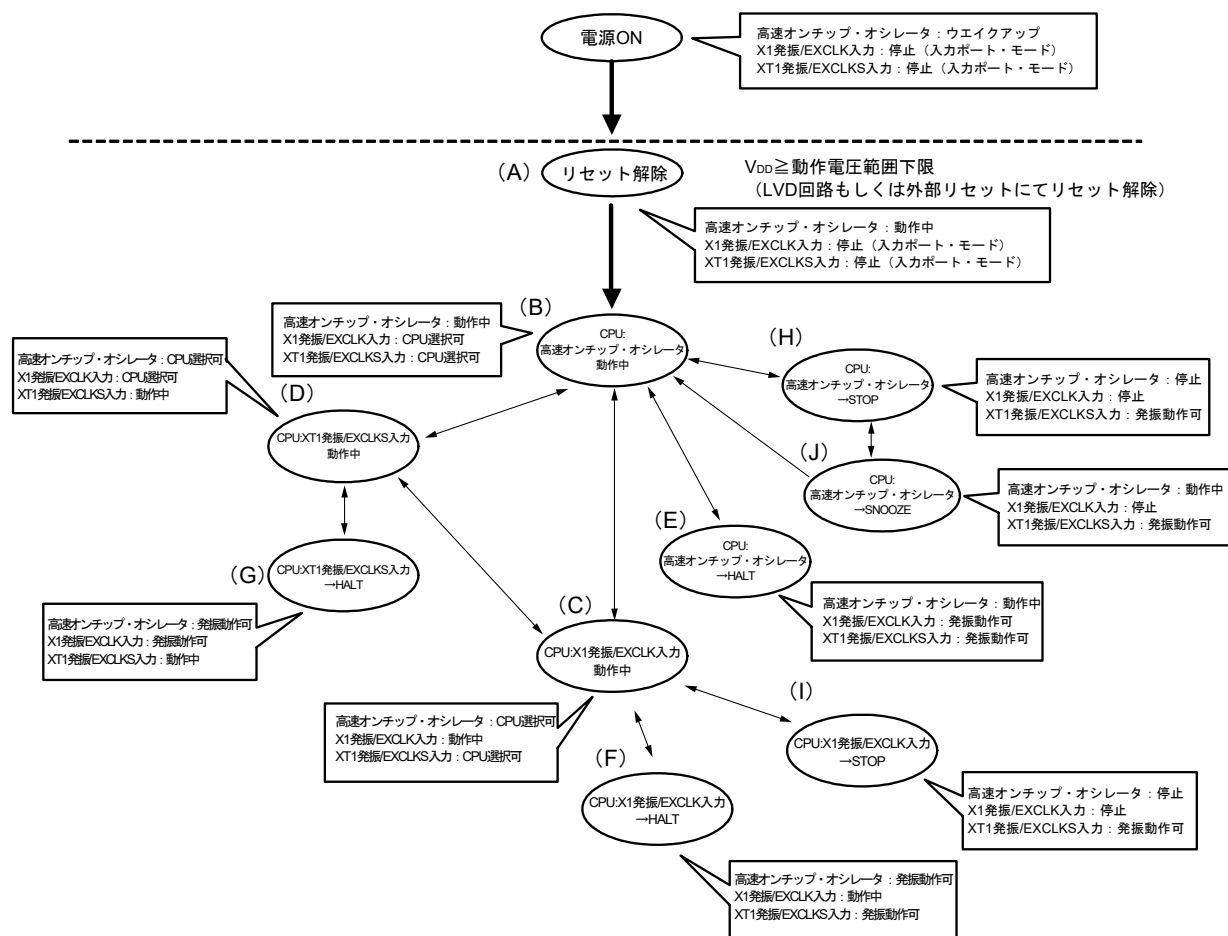 電源ON
高速オンチップ・オシレータ：ウエイクアップ
X1発振/EXCLK入力：停止（入力ポート・モード）
XT1発振/EXCLKS入力：停止（入力ポート・モード）
（A）
リセット解除
VDD≧動作電圧範囲下限
（LVD回路もしくは外部リセットにてリセット解除）
高速オンチップ・オシレータ：動作中
X1発振/EXCLK入力：停止（入力ポート・モード）
XT1発振/EXCLKS入力：停止（入力ポート・モード）
（B）
高速オンチップ・オシレータ：動作中
X1発振/EXCLK入力：CPU選択可
XT1発振/EXCLKS入力：CPU選択可
CPU:
高速オンチップ・オシレータ
動作中
（H）
CPU:
高速オンチップ・オシレータ
→STOP
高速オンチップ・オシレータ：停止
X1発振/EXCLK入力：停止
XT1発振/EXCLKS入力：発振動作可
高速オンチップ・オシレータ：CPU選択可
X1発振/EXCLK入力：CPU選択可
XT1発振/EXCLKS入力：動作中
（D）
CPU:XT1発振/EXCLKS入力
動作中
（J）
CPU:
高速オンチップ・オシレータ
→SNOOZE
高速オンチップ・オシレータ：動作中
X1発振/EXCLK入力：停止
XT1発振/EXCLKS入力：発振動作可
（E）
CPU:
高速オンチップ・オシレータ
→HALT
高速オンチップ・オシレータ：動作中
X1発振/EXCLK入力：発振動作可
XT1発振/EXCLKS入力：発振動作可
（G）
CPU:XT1発振/EXCLKS入力
→HALT
高速オンチップ・オシレータ：発振動作可
X1発振/EXCLK入力：発振動作可
XT1発振/EXCLKS入力：動作中
（C）
CPU:X1発振/EXCLK入力
動作中
高速オンチップ・オシレータ：CPU選択可
X1発振/EXCLK入力：動作中
XT1発振/EXCLKS入力：CPU選択可
（I）
CPU:X1発振/EXCLK入力
→STOP
高速オンチップ・オシレータ：停止
X1発振/EXCLK入力：停止
XT1発振/EXCLKS入力：発振動作可
（F）
CPU:X1発振/EXCLK入力
→HALT
高速オンチップ・オシレータ：発振動作可
X1発振/EXCLK入力：動作中
XT1発振/EXCLKS入力：発振動作可